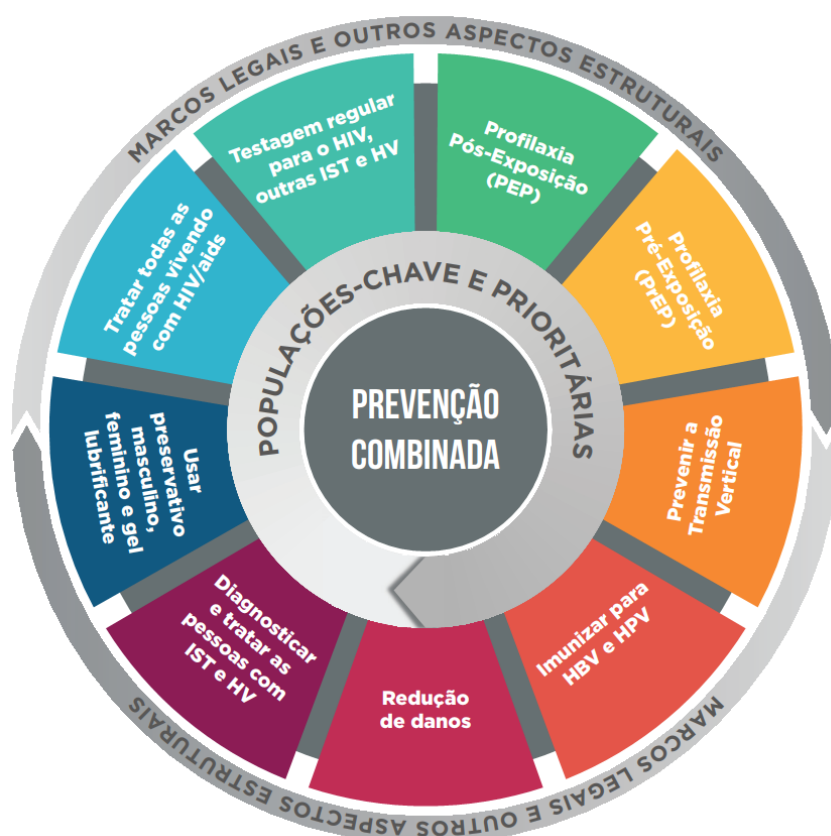 MARCOS LEGAIS E OUTROS ASPECTOS ESTRUTURAIS
Testagem regular
para o HIV,
outras IST e HV
Profilaxia
Pós-Exposição
(PEP)
Profilaxia
Pré-Exposição
(PrEP)
Prevenir a
Transmissão
Vertical
Imunizar para
HBV e HPV
Redução
de danos
Diagnosticar
e tratar as
pessoas com
IST e HV
Usar
preservativo
masculino,
feminino e gel
lubrificante
Tratar todas as
pessoas vivendo
com HIV/aids
POPULAÇÕES-CHAVE E PRIORITÁRIAS
PREVENÇÃO
COMBINADA
MARCOS LEGAIS E OUTROS ASPECTOS ESTRUTURAIS